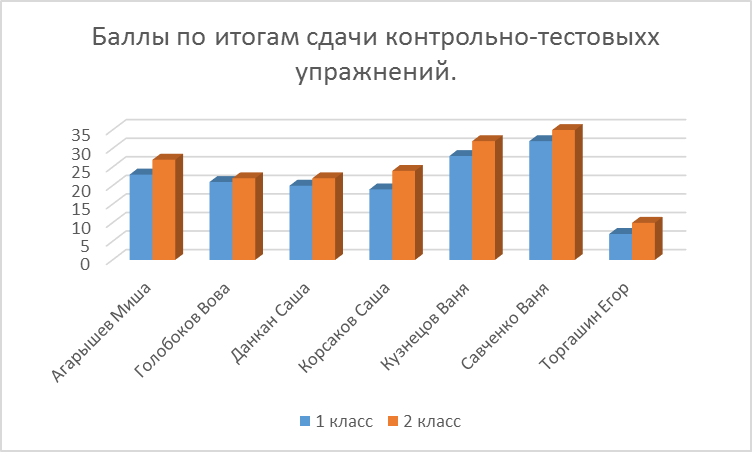 Баллы по итогам сдачи контрольно-тестовыхх
упражнений.
35
30
25
20
15
10
5
0
Агарышев Миша
Голобоков Вова
Данкан Саша
Корсаков Саша
Кузнецов Ваня
Савченко Ваня
Торгашин Егор
1 класс 2 класс